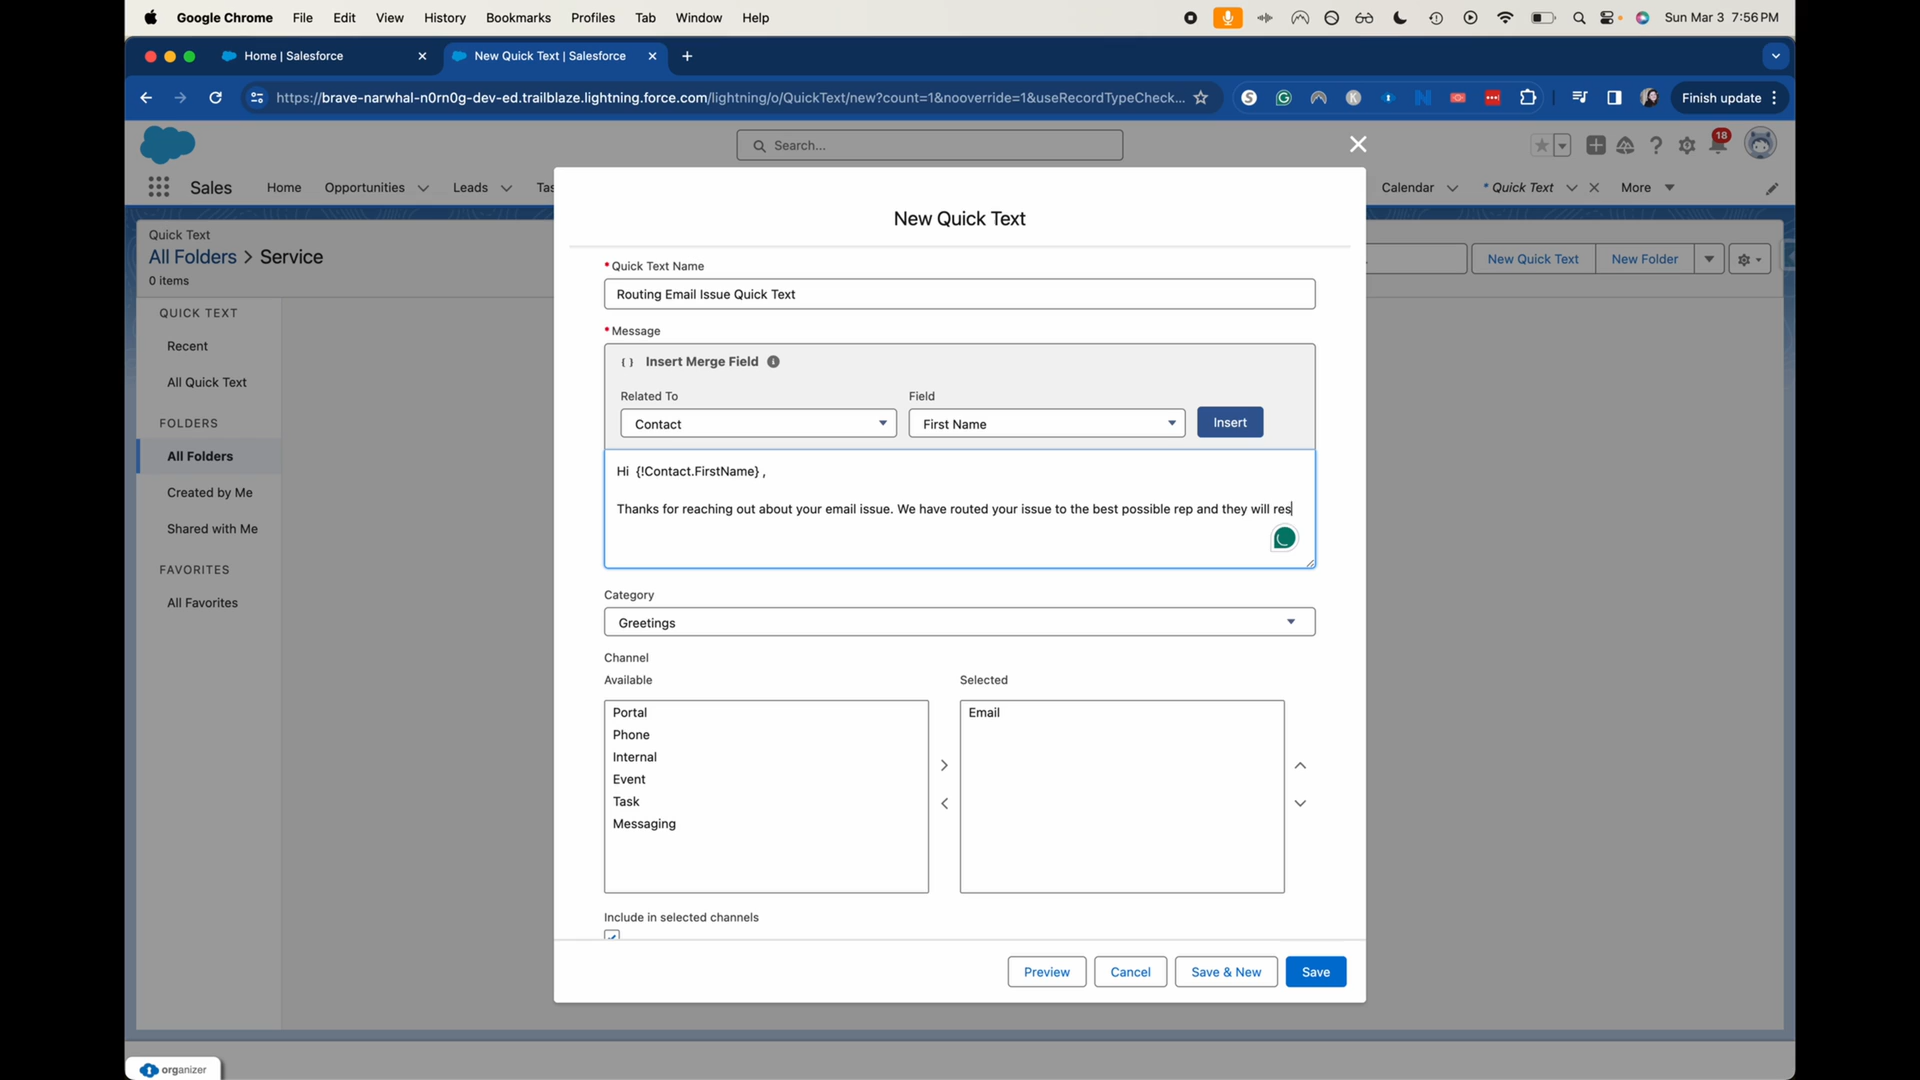 Google Chrome File Edit View History Bookmarks Profiles Tab Window Help Sun Mar 3 7:56 PM
Home | Salesforce New Quick Text | Salesforce
https://brave-narwhal-n0rn0g-dev-ed.trailblaze.lightning.force.com/lightning/o/QuickText/new?count=1&nooverride=1&useRecordTypeCheck... Finish update
Search... 18
Sales Home Opportunities Leads Tas Calendar * Quick Text More
Quick Text
All Folders > Service
0 items
New Quick Text New Folder
QUICK TEXT
Recent
All Quick Text
FOLDERS
All Folders
Created by Me
Shared with Me
FAVORITES
All Favorites
New Quick Text
*Quick Text Name
Routing Email Issue Quick Text
*Message
{ } Insert Merge Field
Related To Field
Contact First Name Insert
Hi {!Contact.FirstName} ,
Thanks for reaching out about your email issue. We have routed your issue to the best possible rep and they will res
Category
Greetings
Channel
Available Selected
Portal Email
Phone
Internal
Event
Task
Messaging
Include in selected channels
Preview Cancel Save & New Save
organizer